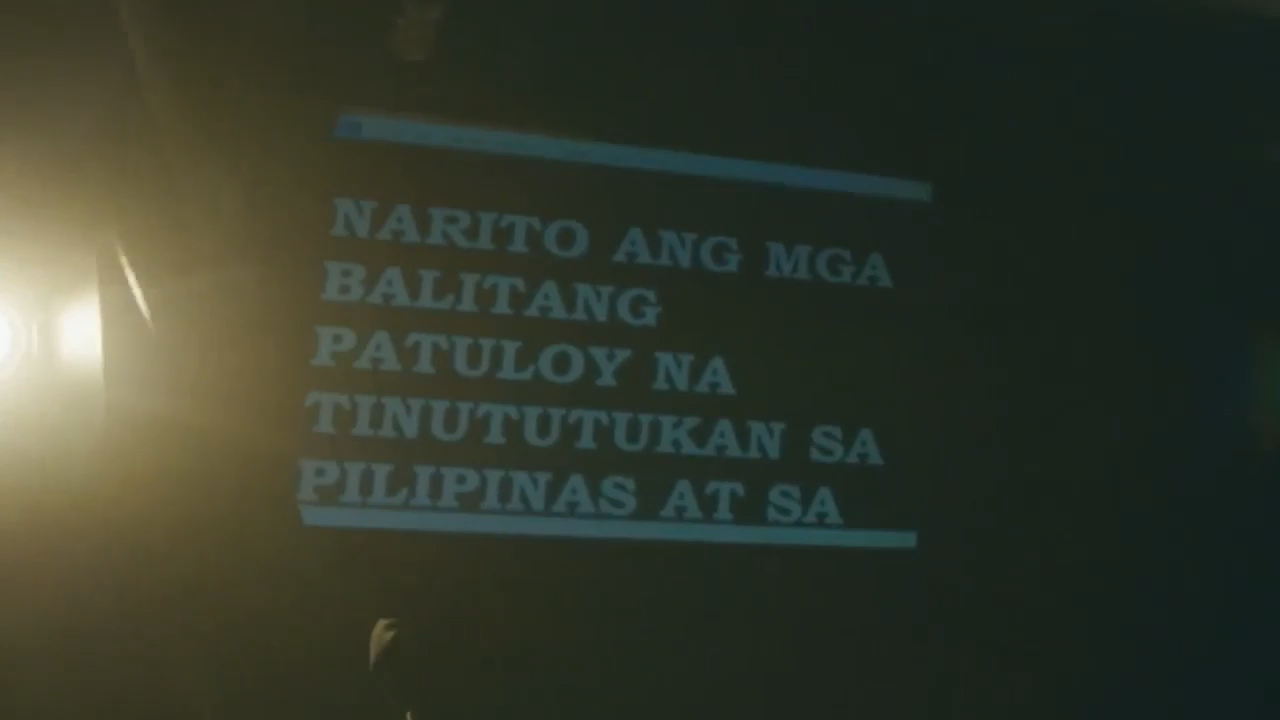 NARITO ANG MGA
BALITANG
PATULOY NA
TINUTUTUKAN SA
PILIPINAS AT SA